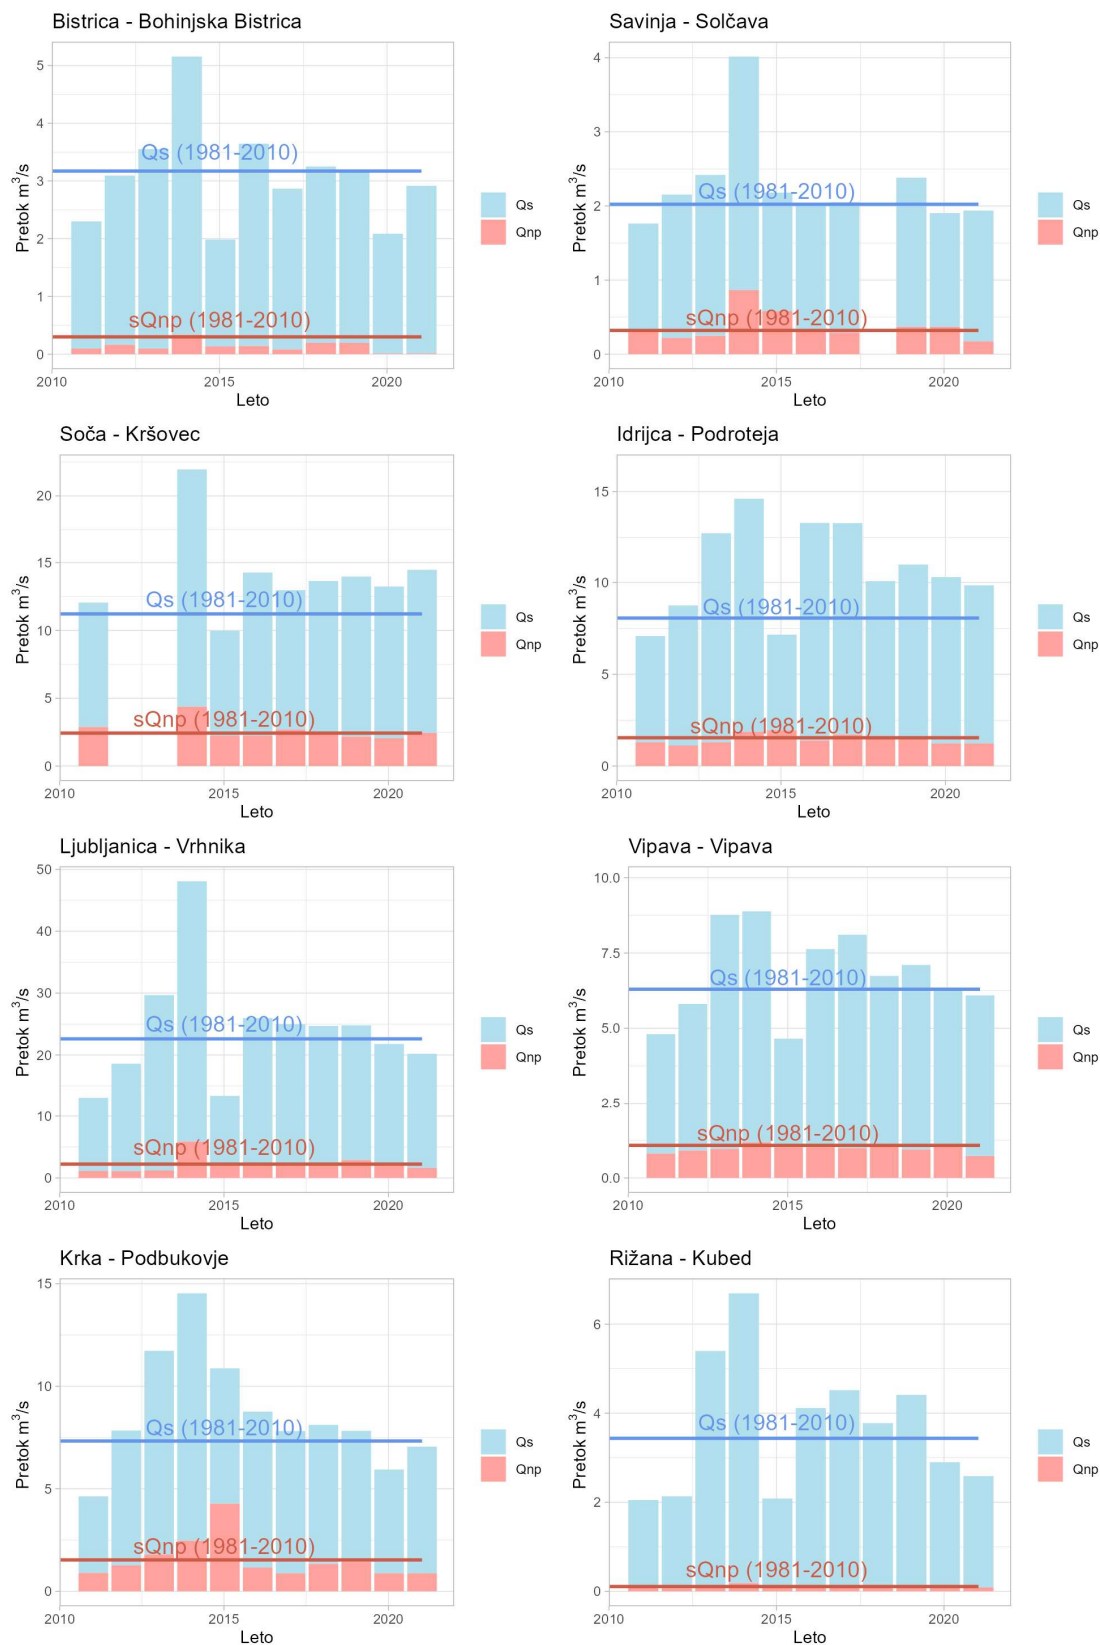 Bistrica - Bohinjska Bistrica
Pretok m³/s
5
4
3
2
1
0
Qs (1981-2010)
sQnp (1981-2010)
2010 2015 2020
Leto
Qs
Qnp
Savinja - Solčava
Pretok m³/s
4
3
2
1
0
Qs (1981-2010)
sQnp (1981-2010)
2010 2015 2020
Leto
Qs
Qnp
Soča - Kršovec
Pretok m³/s
20
15
10
5
0
Qs (1981-2010)
sQnp (1981-2010)
2010 2015 2020
Leto
Qs
Qnp
Idrijca - Podroteja
Pretok m³/s
15
10
5
0
Qs (1981-2010)
sQnp (1981-2010)
2010 2015 2020
Leto
Qs
Qnp
Ljubljanica - Vrhnika
Pretok m³/s
50
40
30
20
10
0
Qs (1981-2010)
sQnp (1981-2010)
2010 2015 2020
Leto
Qs
Qnp
Vipava - Vipava
Pretok m³/s
10.0
7.5
5.0
2.5
0.0
Qs (1981-2010)
sQnp (1981-2010)
2010 2015 2020
Leto
Qs
Qnp
Krka - Podbukovje
Pretok m³/s
15
10
5
0
Qs (1981-2010)
sQnp (1981-2010)
2010 2015 2020
Leto
Qs
Qnp
Rižana - Kubed
Pretok m³/s
6
4
2
0
Qs (1981-2010)
sQnp (1981-2010)
2010 2015 2020
Leto
Qs
Qnp